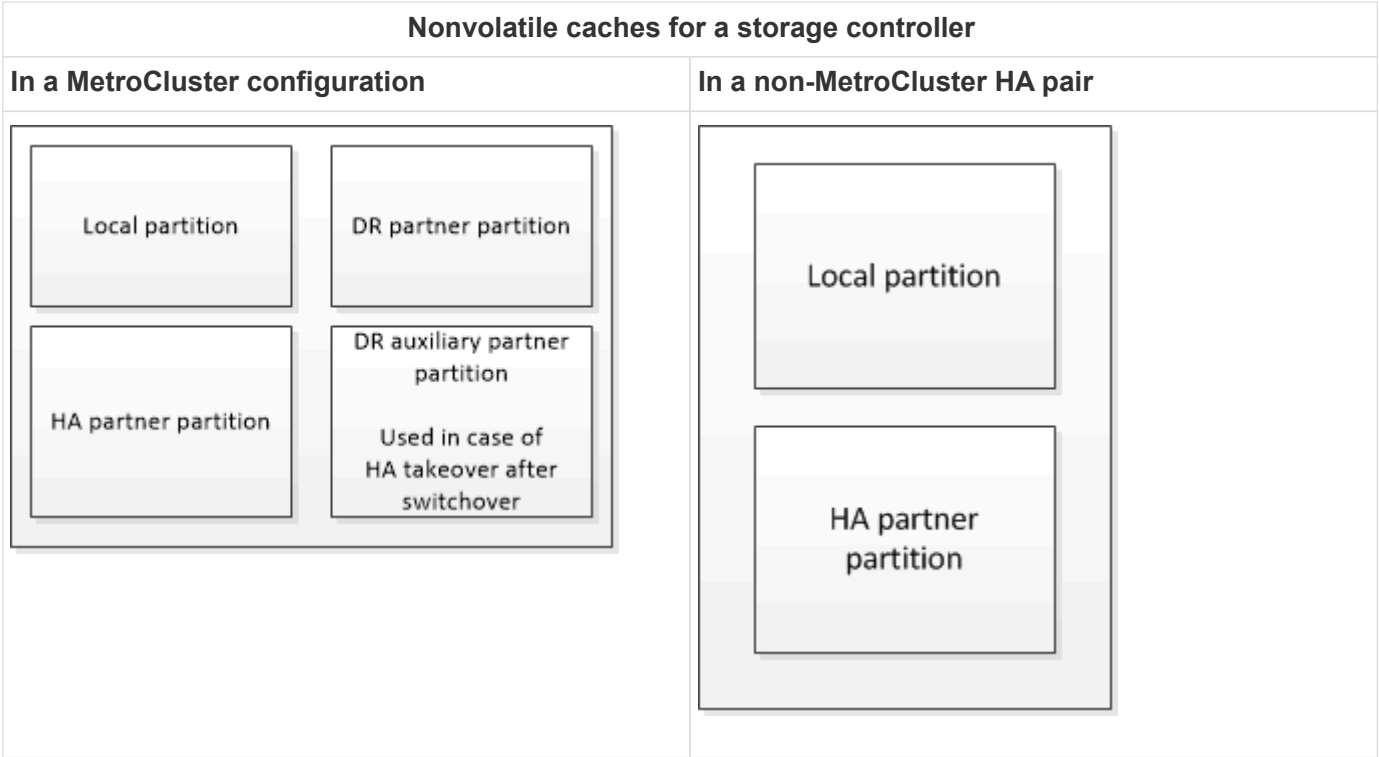 Nonvolatile caches for a storage controller
In a MetroCluster configuration
In a non-MetroCluster HA pair
Local partition
DR partner partition
HA partner partition
DR auxiliary partner
partition
Used in case of
HA takeover after
switchover
Local partition
HA partner
partition